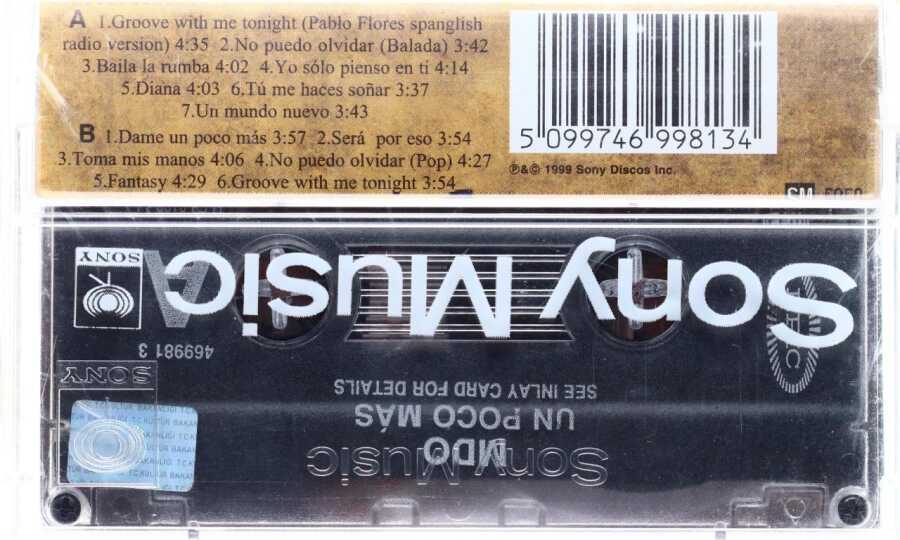 A 1.Groove with me tonight (Pablo Flores spanglish
radio version) 4:35 2.No puedo olvidar (Balada) 3:42
3.Baila la rumba 4:02 4.Yo sólo pienso en ti 4:14
5.Diana 4:03 6.Tú me haces soñar 3:37
7.Un mundo nuevo 3:43
B 1.Dame un poco más 3:57 2.Será por eso 3:54
3.Toma mis manos 4:06 4.No puedo olvidar (Pop) 4:27
5.Fantasy 4:29 6.Groove with me tonight 3:54
5 099746 998134
℗&© 1999 Sony Discos Inc.
SM
SONY
A
Sony Music
469981 3
SONY
SEE INLAY CARD FOR DETAILS
UN POCO MÁS
MDO
Sony Music
T.C.KÜLTÜR BAKANLIĞI